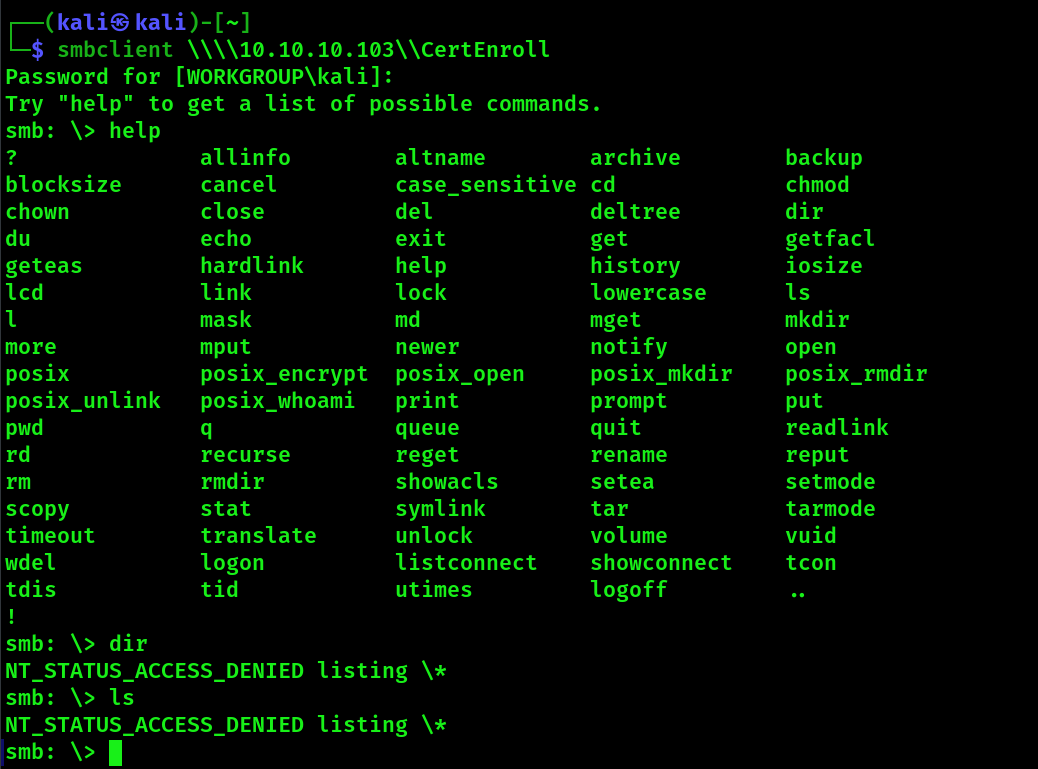 ┌──(kali㉿kali)-[~]
└─$ smbclient \\\\10.10.10.103\\CertEnroll
Password for [WORKGROUP\kali]:
Try "help" to get a list of possible commands.
smb: \> help
? allinfo altname archive backup
blocksize cancel case_sensitive cd chmod
chown close del deltree dir
du echo exit get getfacl
geteas hardlink help history iosize
lcd link lock lowercase ls
l mask md mget mkdir
more mput newer notify open
posix posix_encrypt posix_open posix_mkdir posix_rmdir
posix_unlink posix_whoami print prompt put
pwd q queue quit readlink
rd recurse reget rename reput
rm rmdir showacls setea setmode
scopy stat symlink tar tarmode
timeout translate unlock volume vuid
wdel logon listconnect showconnect tcon
tdis tid utimes logoff ..
!
smb: \> dir
NT_STATUS_ACCESS_DENIED listing \*
smb: \> ls
NT_STATUS_ACCESS_DENIED listing \*
smb: \>